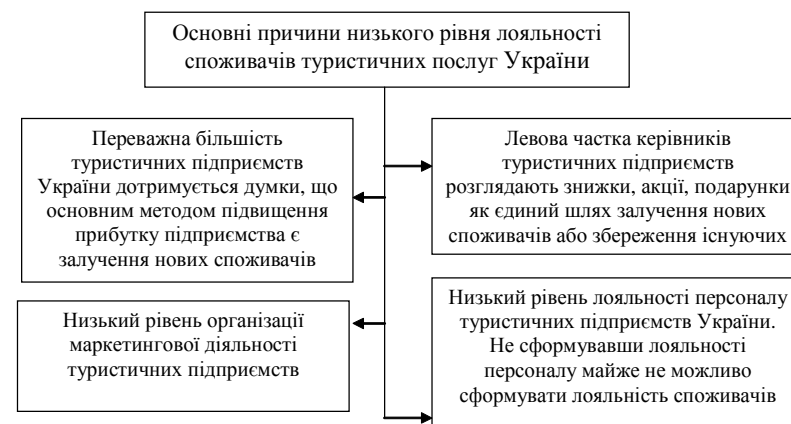 Основні причини низького рівня лояльності
споживачів туристичних послуг України
Переважна більшість
туристичних підприємств
України дотримується думки, що
основним методом підвищення
прибутку підприємства є
залучення нових споживачів
Левова частка керівників
туристичних підприємств
розглядають знижки, акції, подарунки
як єдиний шлях залучення нових
споживачів або збереження існуючих
Низький рівень організації
маркетингової діяльності
туристичних підприємств
Низький рівень лояльності персоналу
туристичних підприємств України.
Не сформувавши лояльності
персоналу майже не можливо
сформувати лояльність споживачів